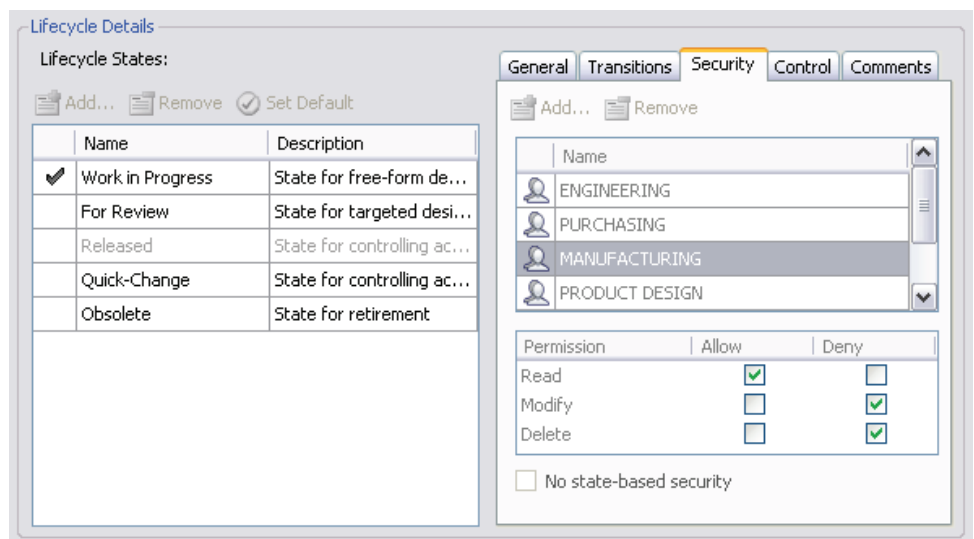 Lifecycle Details
Lifecycle States:
Add... Remove Set Default
Name Description
Work in Progress State for free-form de...
For Review State for targeted desi...
Released State for controlling ac...
Quick-Change State for controlling ac...
Obsolete State for retirement
General Transitions Security Control Comments
Add... Remove
Name
ENGINEERING
PURCHASING
MANUFACTURING
PRODUCT DESIGN
Permission Allow Deny
Read
Modify
Delete
No state-based security